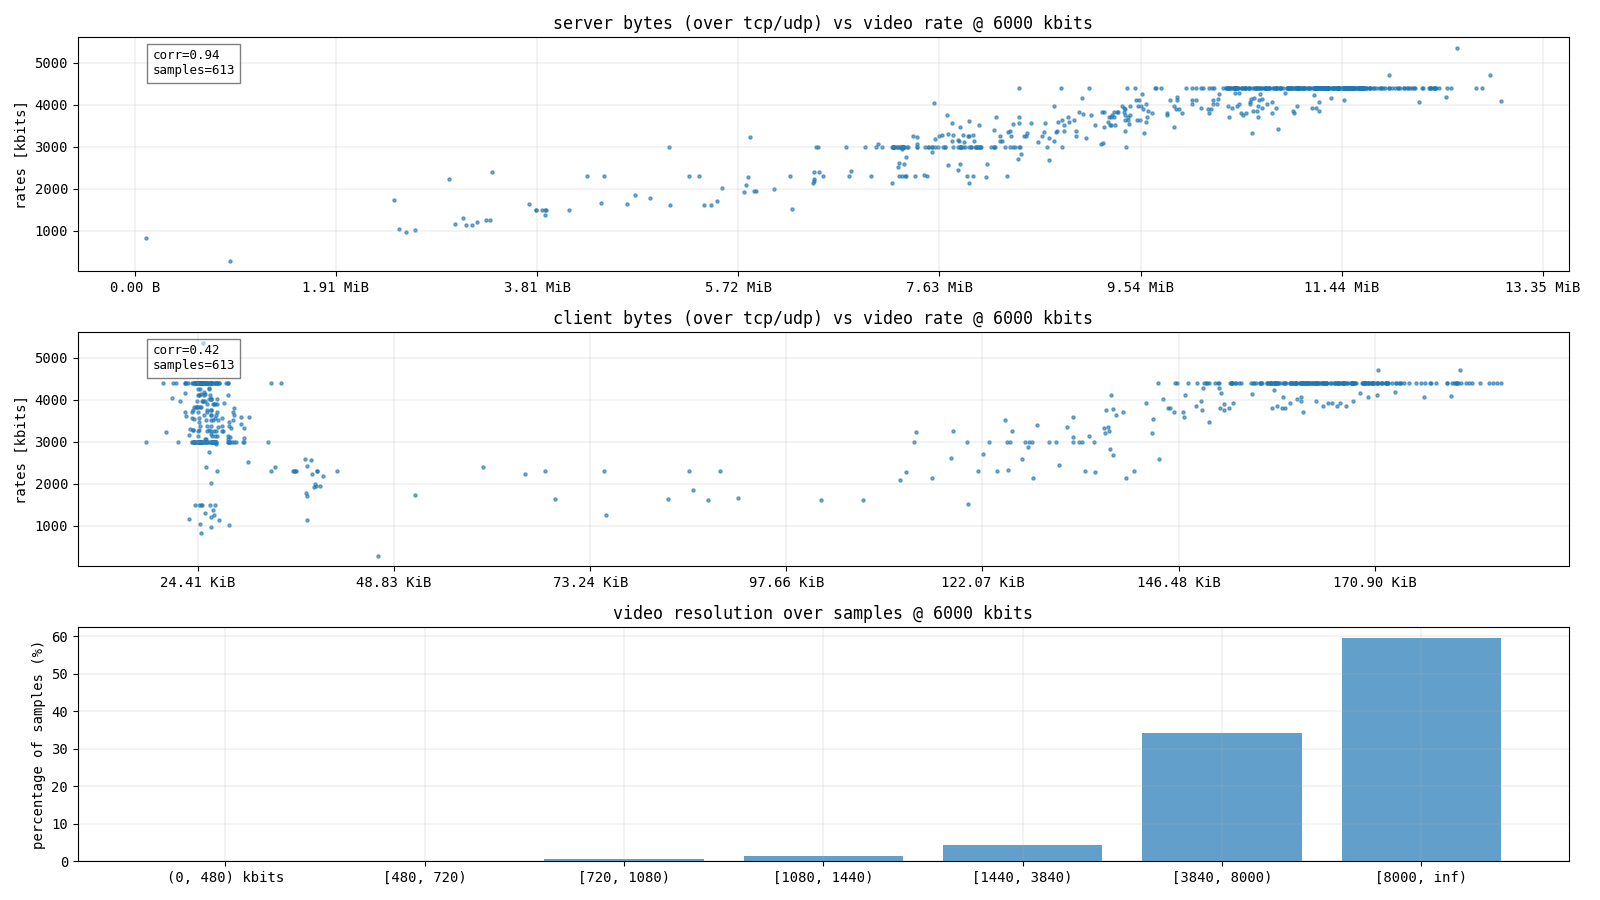 server bytes (over tcp/udp) vs video rate @ 6000 kbits
corr=0.94
samples=613
rates [kbits]
5000
4000
3000
2000
1000
0.00 B 1.91 MiB 3.81 MiB 5.72 MiB 7.63 MiB 9.54 MiB 11.44 MiB 13.35 MiB
client bytes (over tcp/udp) vs video rate @ 6000 kbits
corr=0.42
samples=613
rates [kbits]
5000
4000
3000
2000
1000
24.41 KiB 48.83 KiB 73.24 KiB 97.66 KiB 122.07 KiB 146.48 KiB 170.90 KiB
video resolution over samples @ 6000 kbits
percentage of samples (%)
60
50
40
30
20
10
0
(0, 480) kbits [480, 720) [720, 1080) [1080, 1440) [1440, 3840) [3840, 8000) [8000, inf)